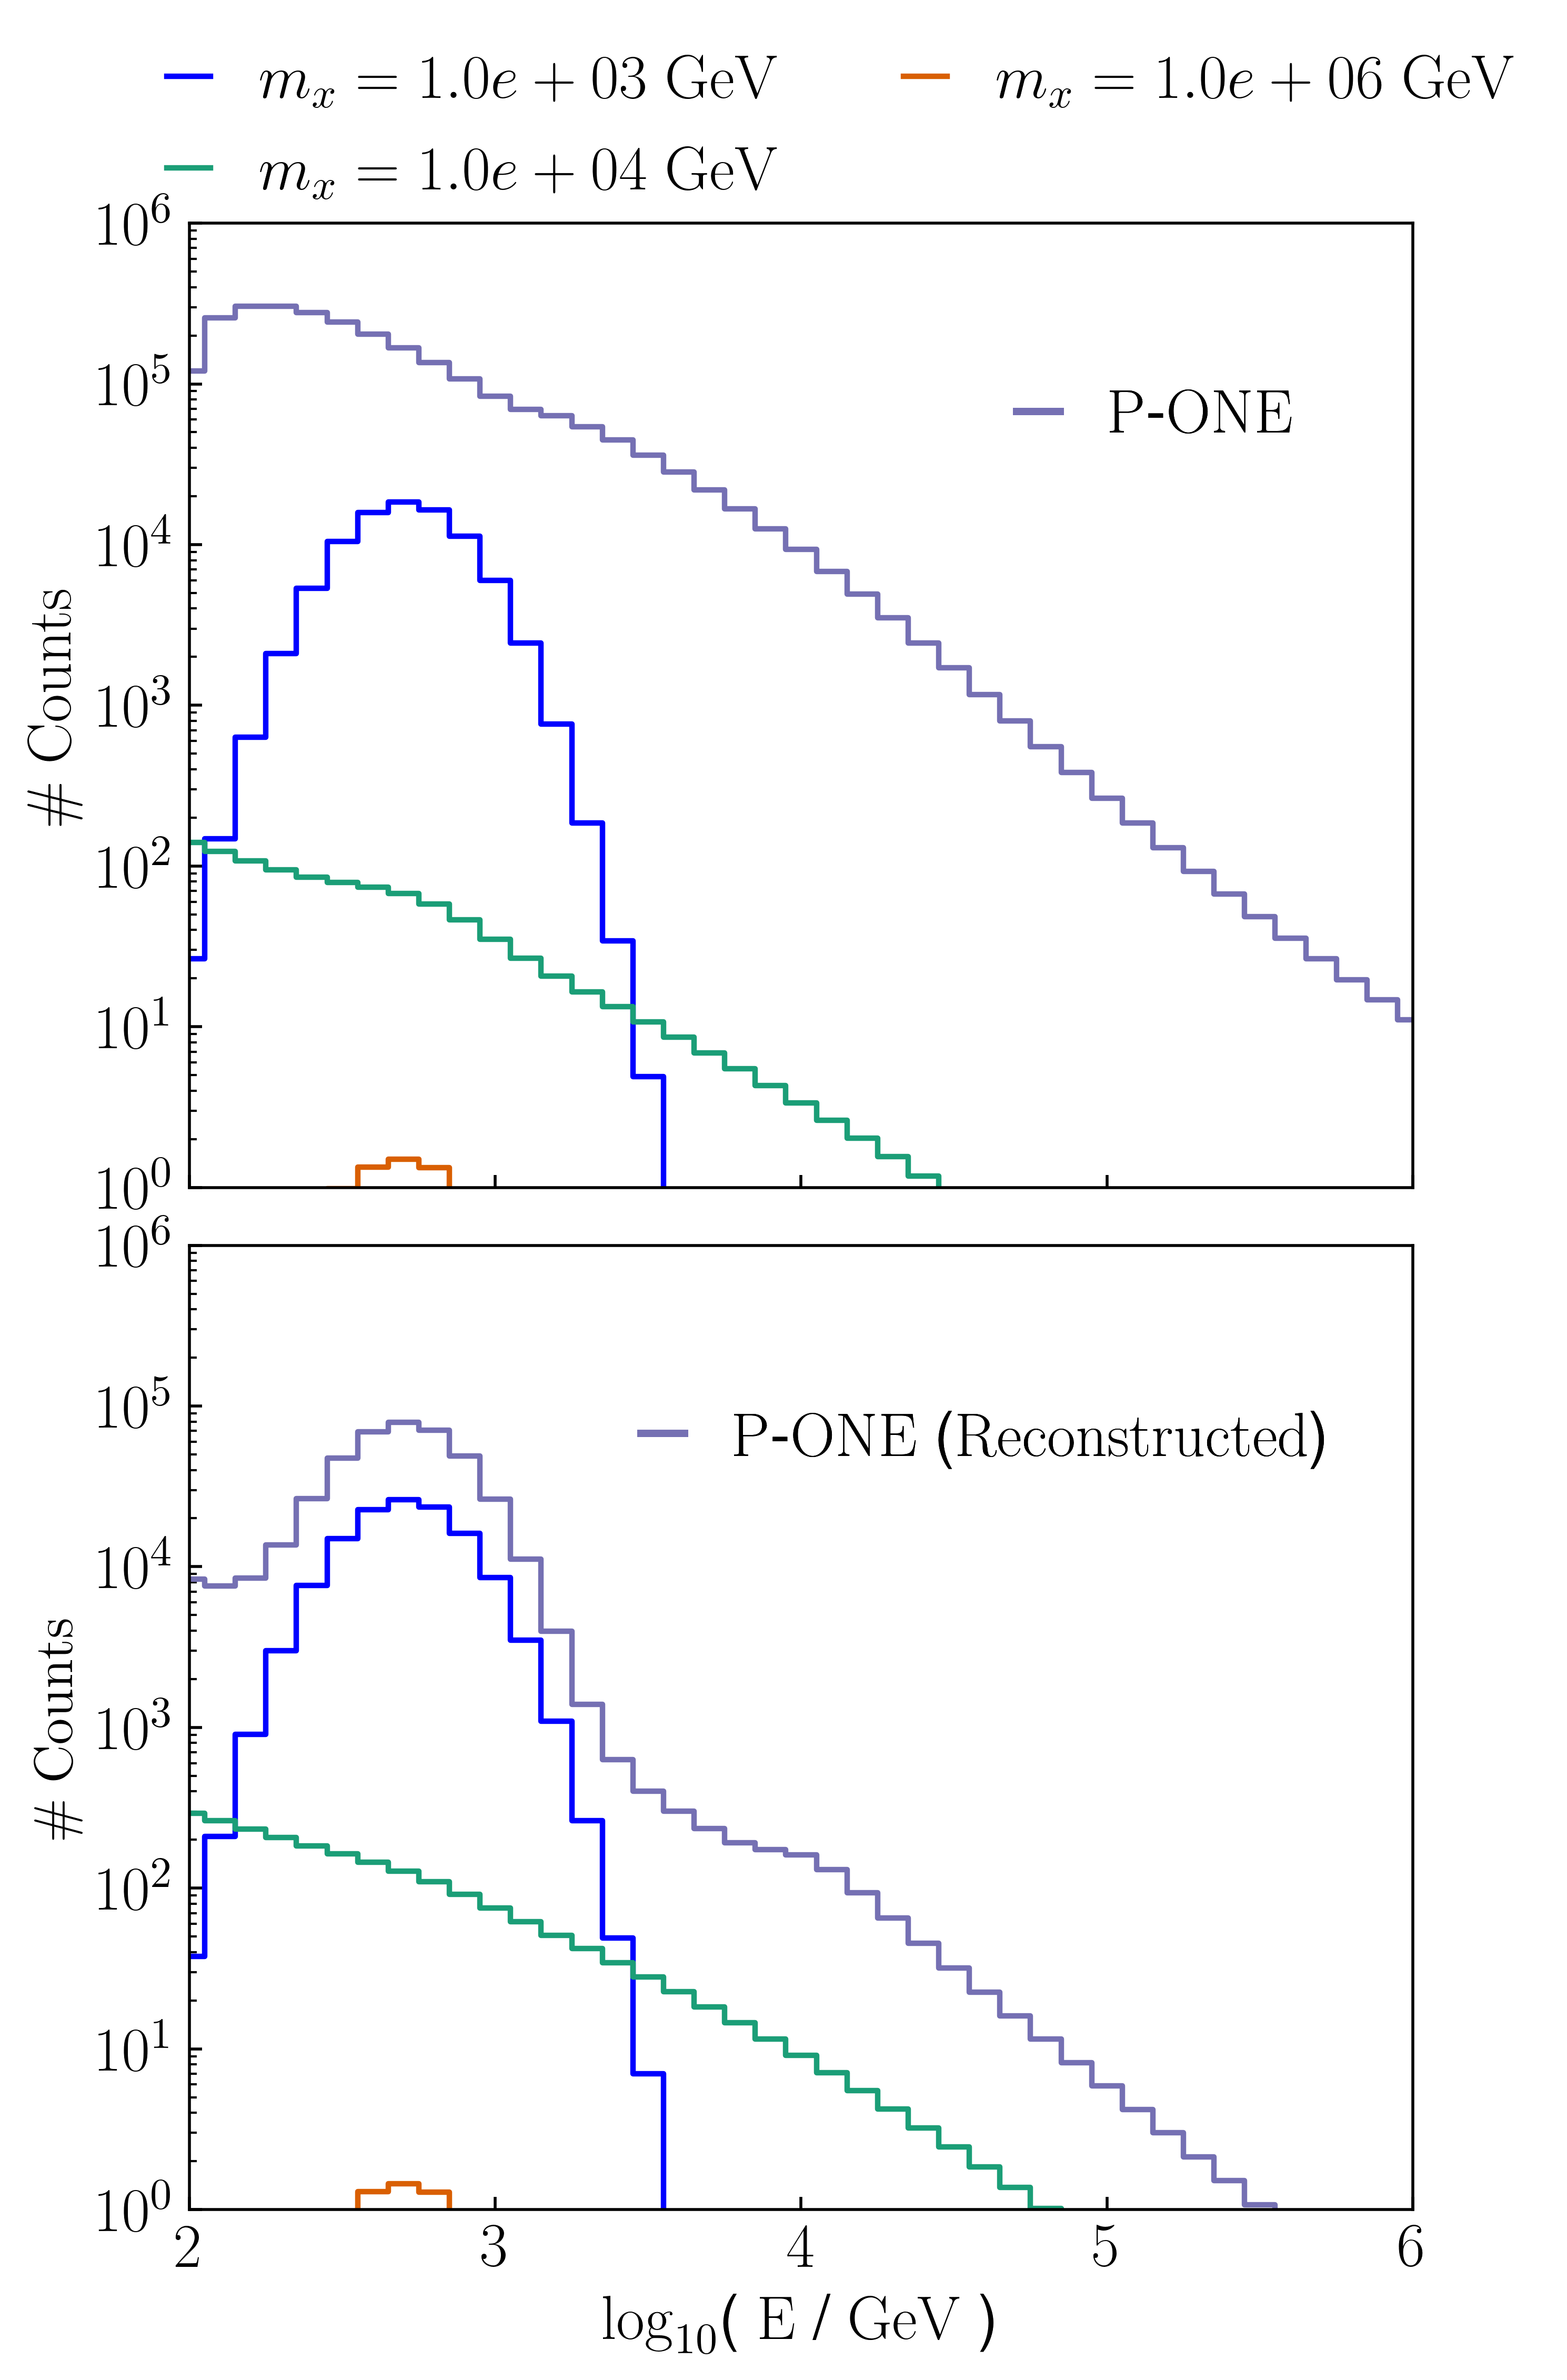 m_x = 1.0e + 03 GeV
m_x = 1.0e + 06 GeV
m_x = 1.0e + 04 GeV
10^6
10^5
10^4
10^3
10^2
10^1
10^0
# Counts
P-ONE
10^6
10^5
10^4
10^3
10^2
10^1
10^0
# Counts
P-ONE (Reconstructed)
2 3 4 5 6
log_10( E / GeV )